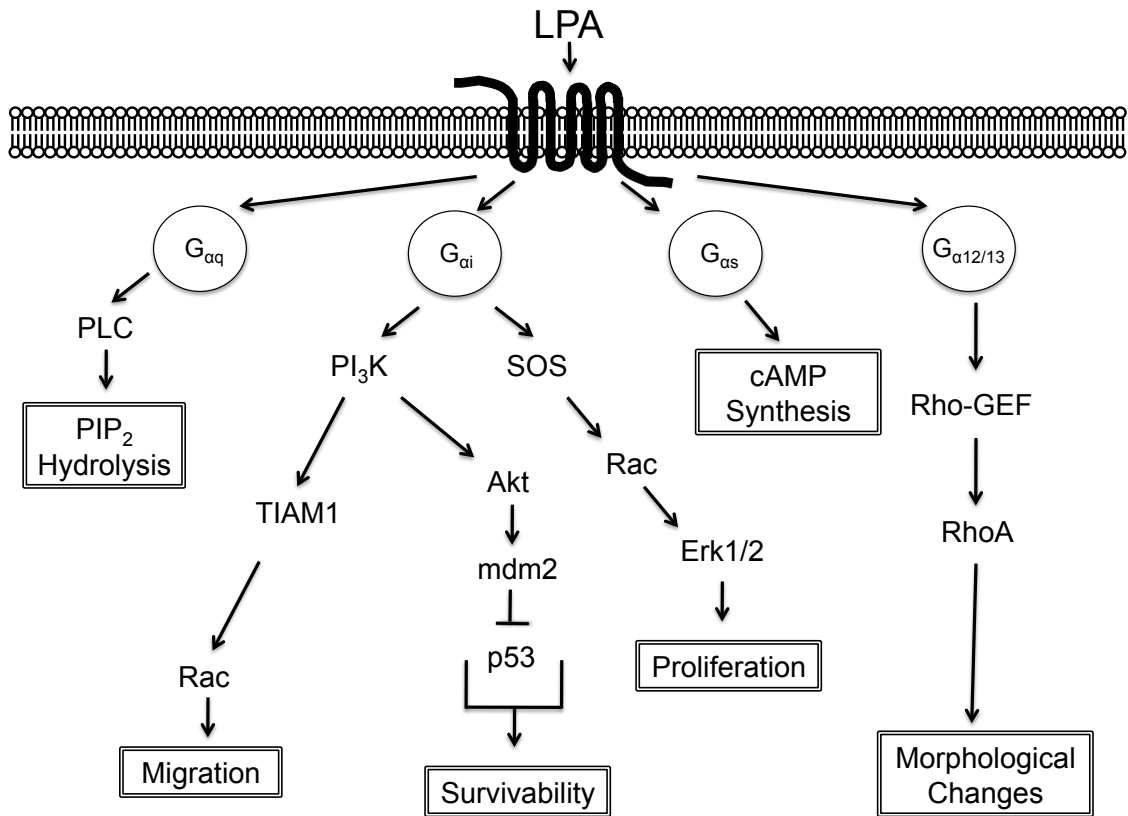 LPA
Gαq
Gαi
Gαs
Gα12/13
PLC
PI3K
SOS
cAMP
Synthesis
Rho-GEF
PIP2
Hydrolysis
Rac
Akt
TIAM1
RhoA
Erk1/2
mdm2
p53
Proliferation
Rac
Migration
Survivability
Morphological
Changes